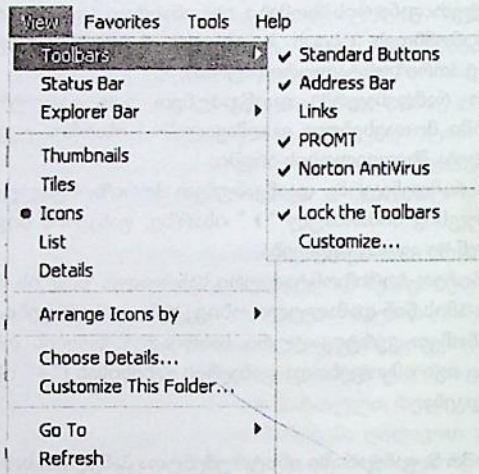 View Favorites Tools Help
Toolbars
Status Bar
Explorer Bar
Thumbnails
Tiles
Icons
List
Details
Arrange Icons by
Choose Details...
Customize This Folder...
Go To
Refresh
Standard Buttons
Address Bar
Links
PROMT
Norton AntiVirus
Lock the Toolbars
Customize...